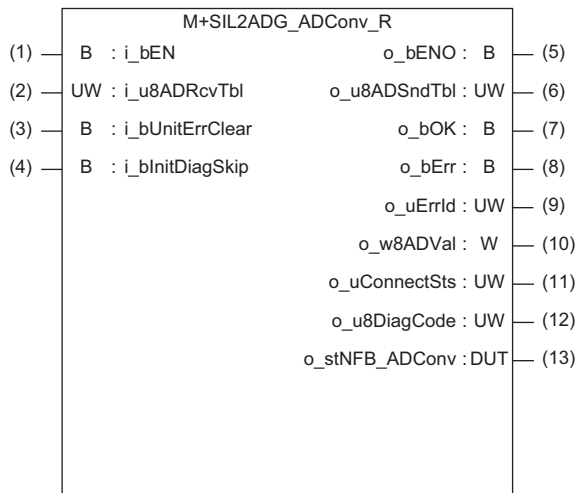 M+SIL2ADG_ADConv_R
(1) B : i_bEN o_bENO : B (5)
(2) UW : i_u8ADRcvTbl o_u8ADSndTbl : UW (6)
(3) B : i_bUnitErrClear o_bOK : B (7)
(4) B : i_bInitDiagSkip o_bErr : B (8)
o_uErrId : UW (9)
o_w8ADVal : W (10)
o_uConnectSts : UW (11)
o_u8DiagCode : UW (12)
o_stNFB_ADConv : DUT (13)